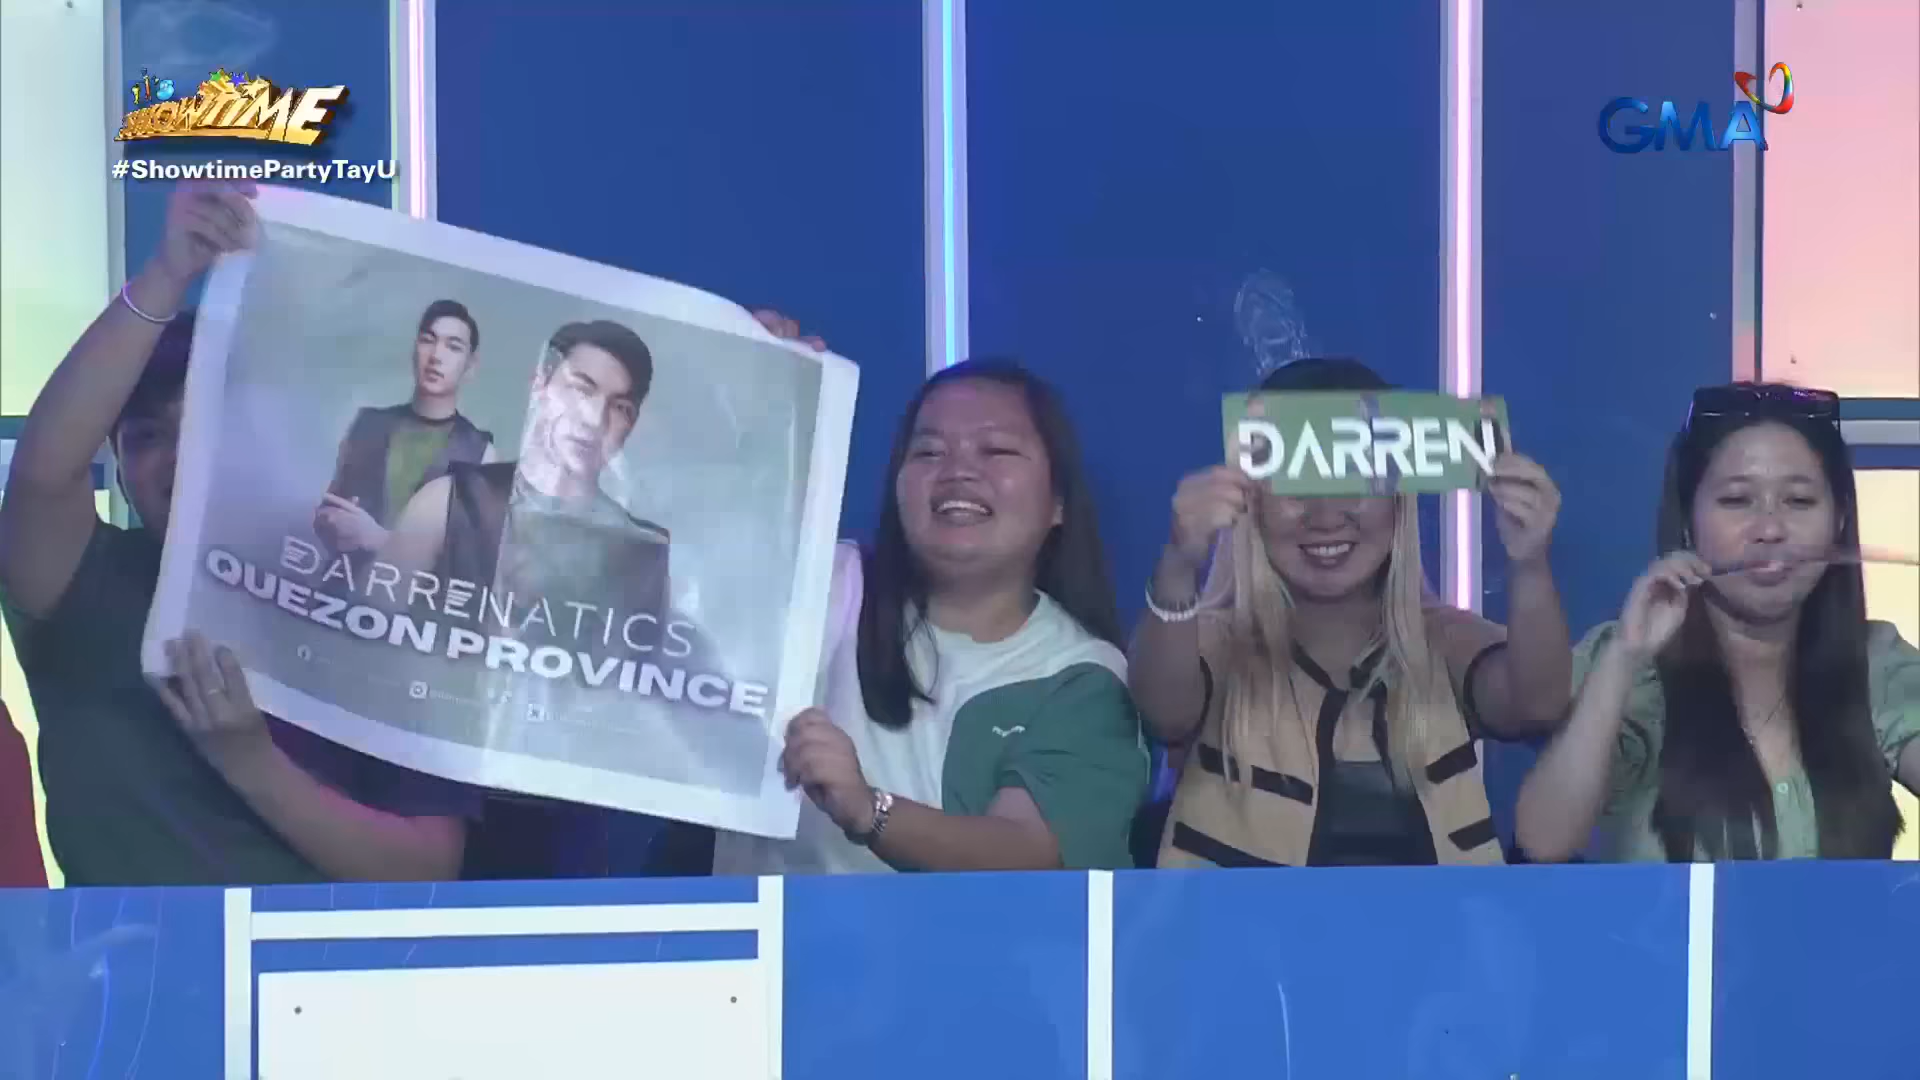 It's
SHOWTIME
#ShowtimePartyTayU
GMA
DARREN
DARRENATICS
QUEZON PROVINCE